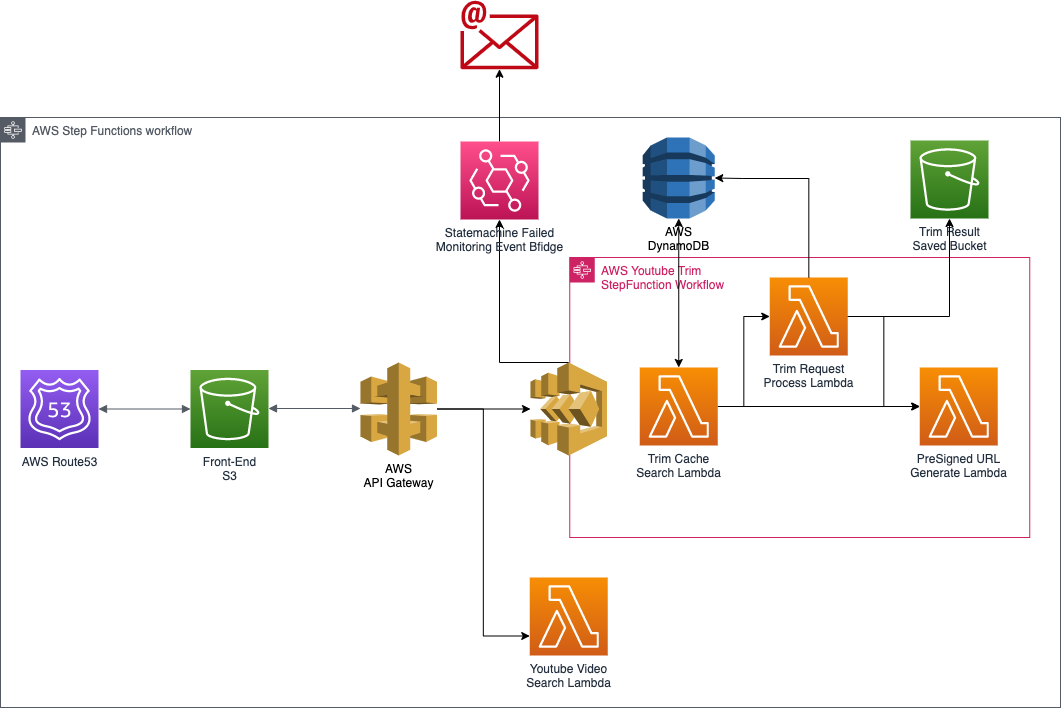 @
AWS Step Functions workflow
Statemachine Failed
Monitoring Event Bfidge
AWS
DynamoDB
Trim Result
Saved Bucket
AWS Youtube Trim
StepFunction Workflow
Trim Request
Process Lambda
53
AWS Route53
Front-End
S3
AWS
API Gateway
Trim Cache
Search Lambda
PreSigned URL
Generate Lambda
Youtube Video
Search Lambda